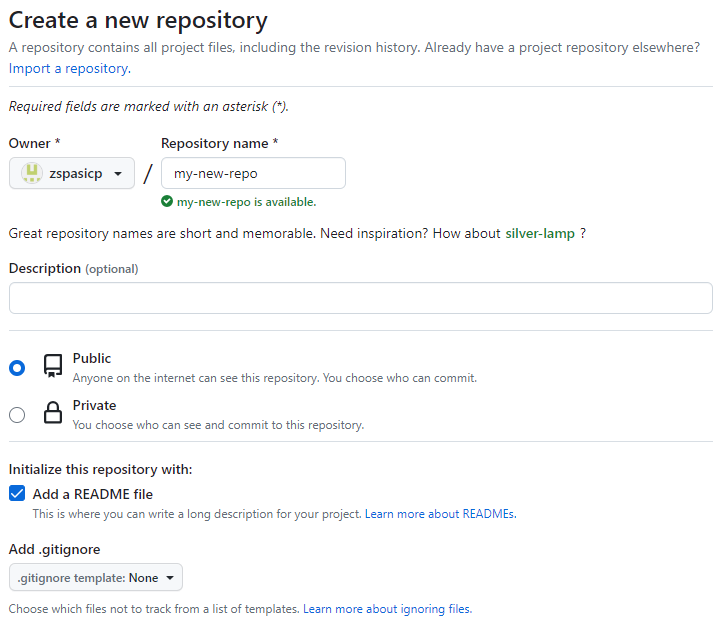 Create a new repository
A repository contains all project files, including the revision history. Already have a project repository elsewhere?
Import a repository.
Required fields are marked with an asterisk (*).
Owner *
Repository name *
zspasicp
/
my-new-repo
my-new-repo is available.
Great repository names are short and memorable. Need inspiration? How about silver-lamp ?
Description (optional)
Public
Anyone on the internet can see this repository. You choose who can commit.
Private
You choose who can see and commit to this repository.
Initialize this repository with:
Add a README file
This is where you can write a long description for your project. Learn more about READMEs.
Add .gitignore
.gitignore template: None
Choose which files not to track from a list of templates. Learn more about ignoring files.